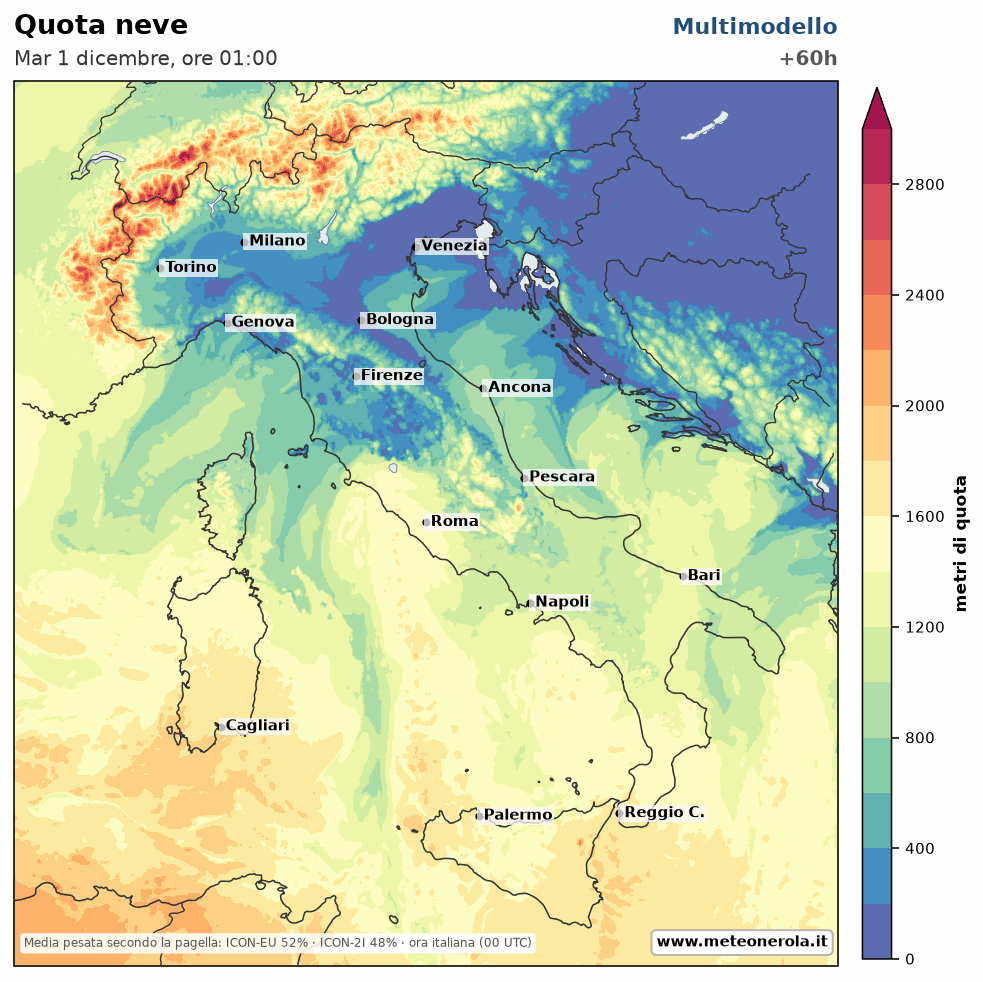 Quota neve
Multimodello
Mar 1 dicembre, ore 01:00
+60h
Milano
Venezia
Torino
Genova
Bologna
Firenze
Ancona
Pescara
Roma
Bari
Napoli
Cagliari
Palermo
Reggio C.
2800
2400
2000
1600
1200
800
400
0
metri di quota
Media pesata secondo la pagella: ICON-EU 52% · ICON-2I 48% · ora italiana (00 UTC)
www.meteonerola.it